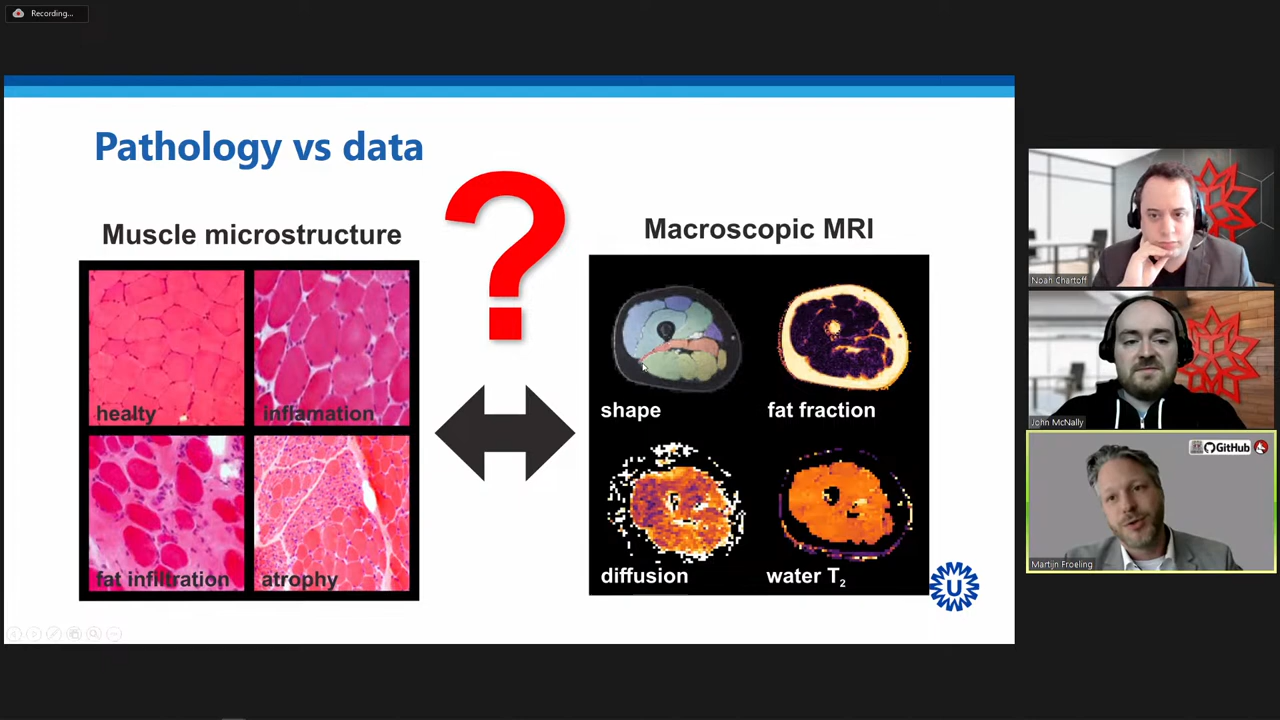 Recording...
Pathology vs data
?
Muscle microstructure
Macroscopic MRI
healty
inflamation
fat infiltration
atrophy
shape
fat fraction
diffusion
water T2
U
Noah Chartoff
John McNally
GitHub
Martijn Froeling